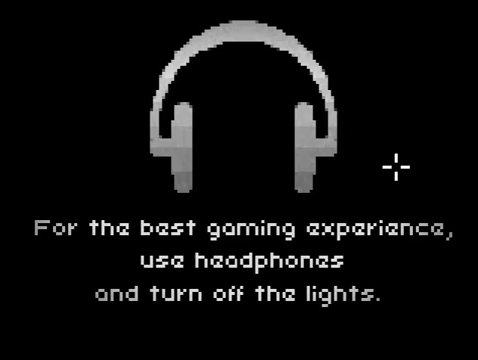 For the best gaming experience,
use headphones
and turn off the lights.